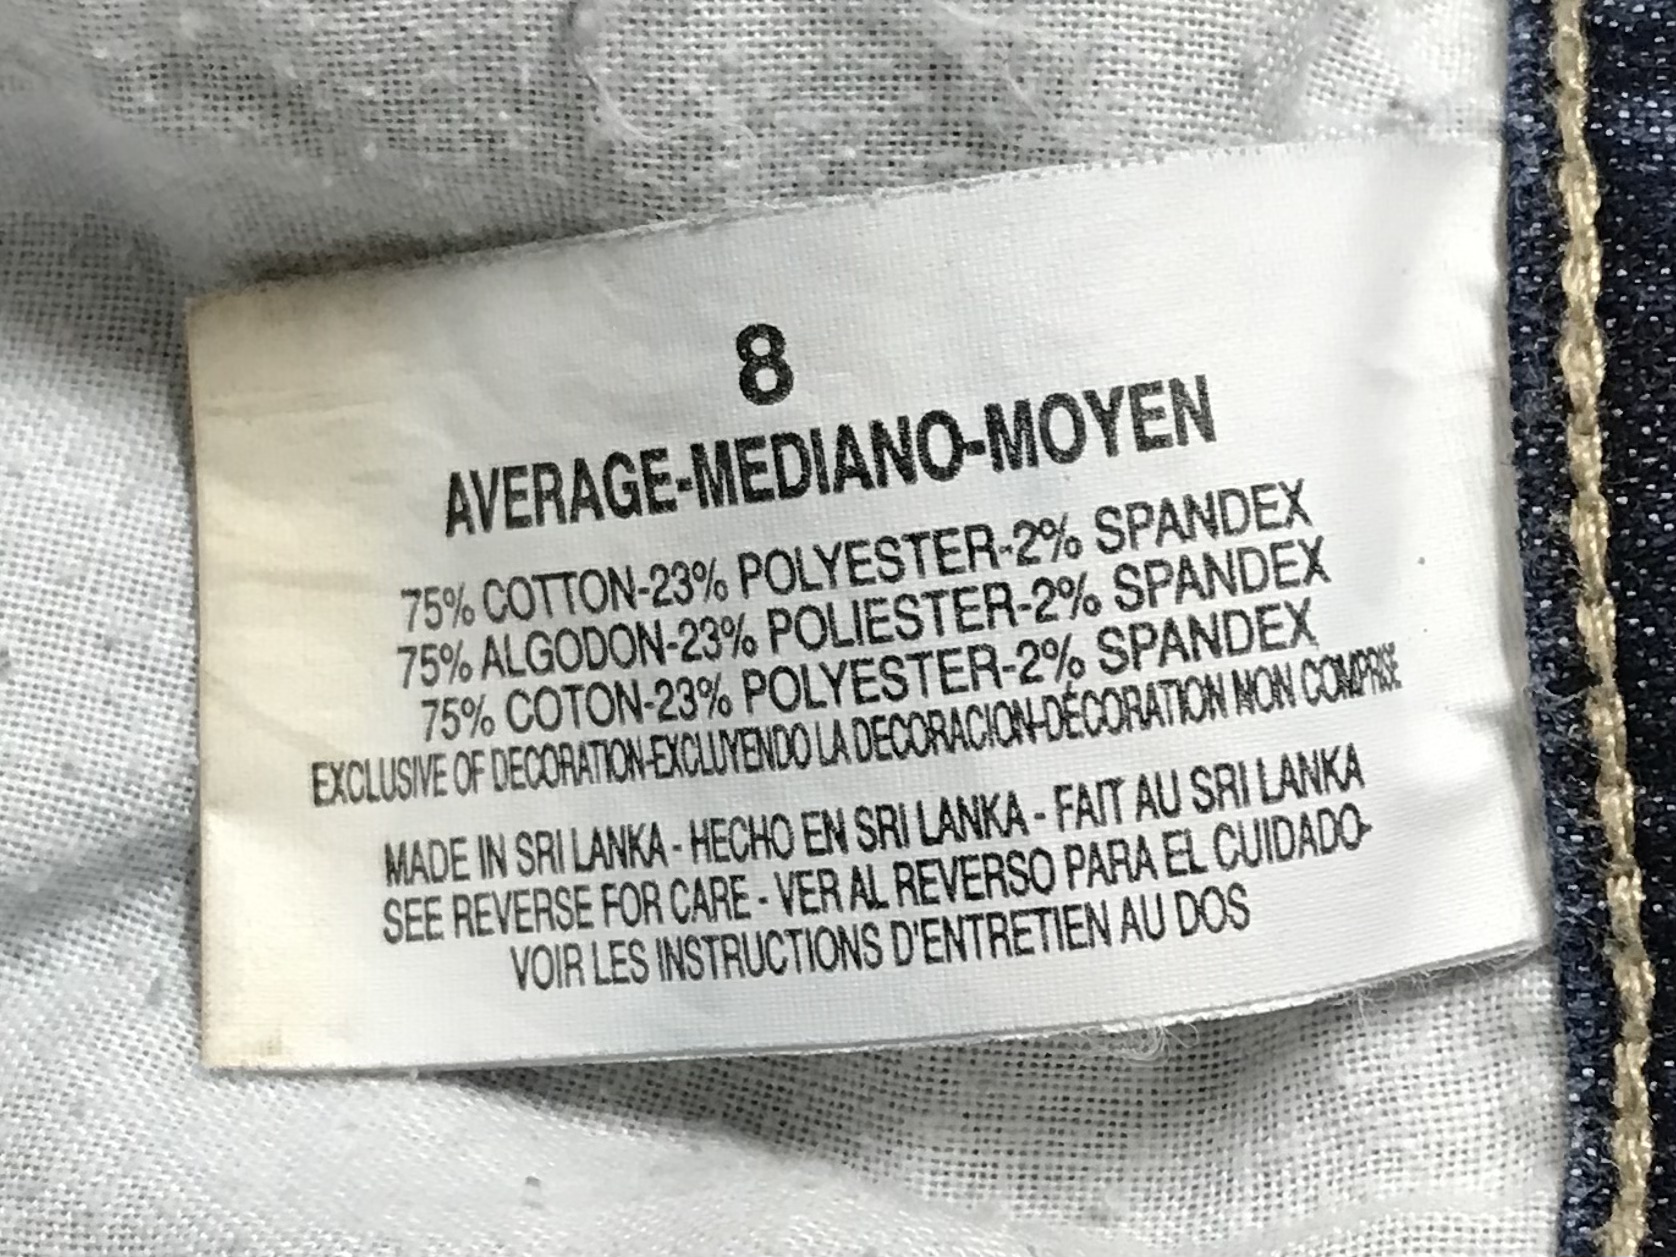 8
AVERAGE-MEDIANO-MOYEN
75% COTTON-23% POLYESTER-2% SPANDEX
75% ALGODON-23% POLIESTER-2% SPANDEX
75% COTON-23% POLYESTER-2% SPANDEX
EXCLUSIVE OF DECORATION-EXCLUYENDO LA DECORACION-DÉCORATION NON COMPRISE
MADE IN SRI LANKA - HECHO EN SRI LANKA - FAIT AU SRI LANKA
SEE REVERSE FOR CARE - VER AL REVERSO PARA EL CUIDADO-
VOIR LES INSTRUCTIONS D'ENTRETIEN AU DOS